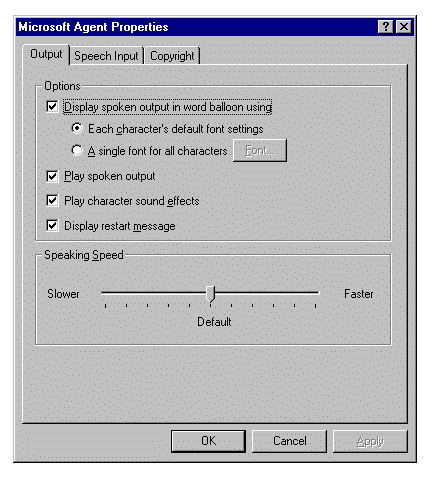 Microsoft Agent Properties
Output Speech Input Copyright
Options
Display spoken output in word balloon using
Each character's default font settings
A single font for all characters Font...
Play spoken output
Play character sound effects
Display restart message
Speaking Speed
Slower Faster
Default
OK Cancel Apply